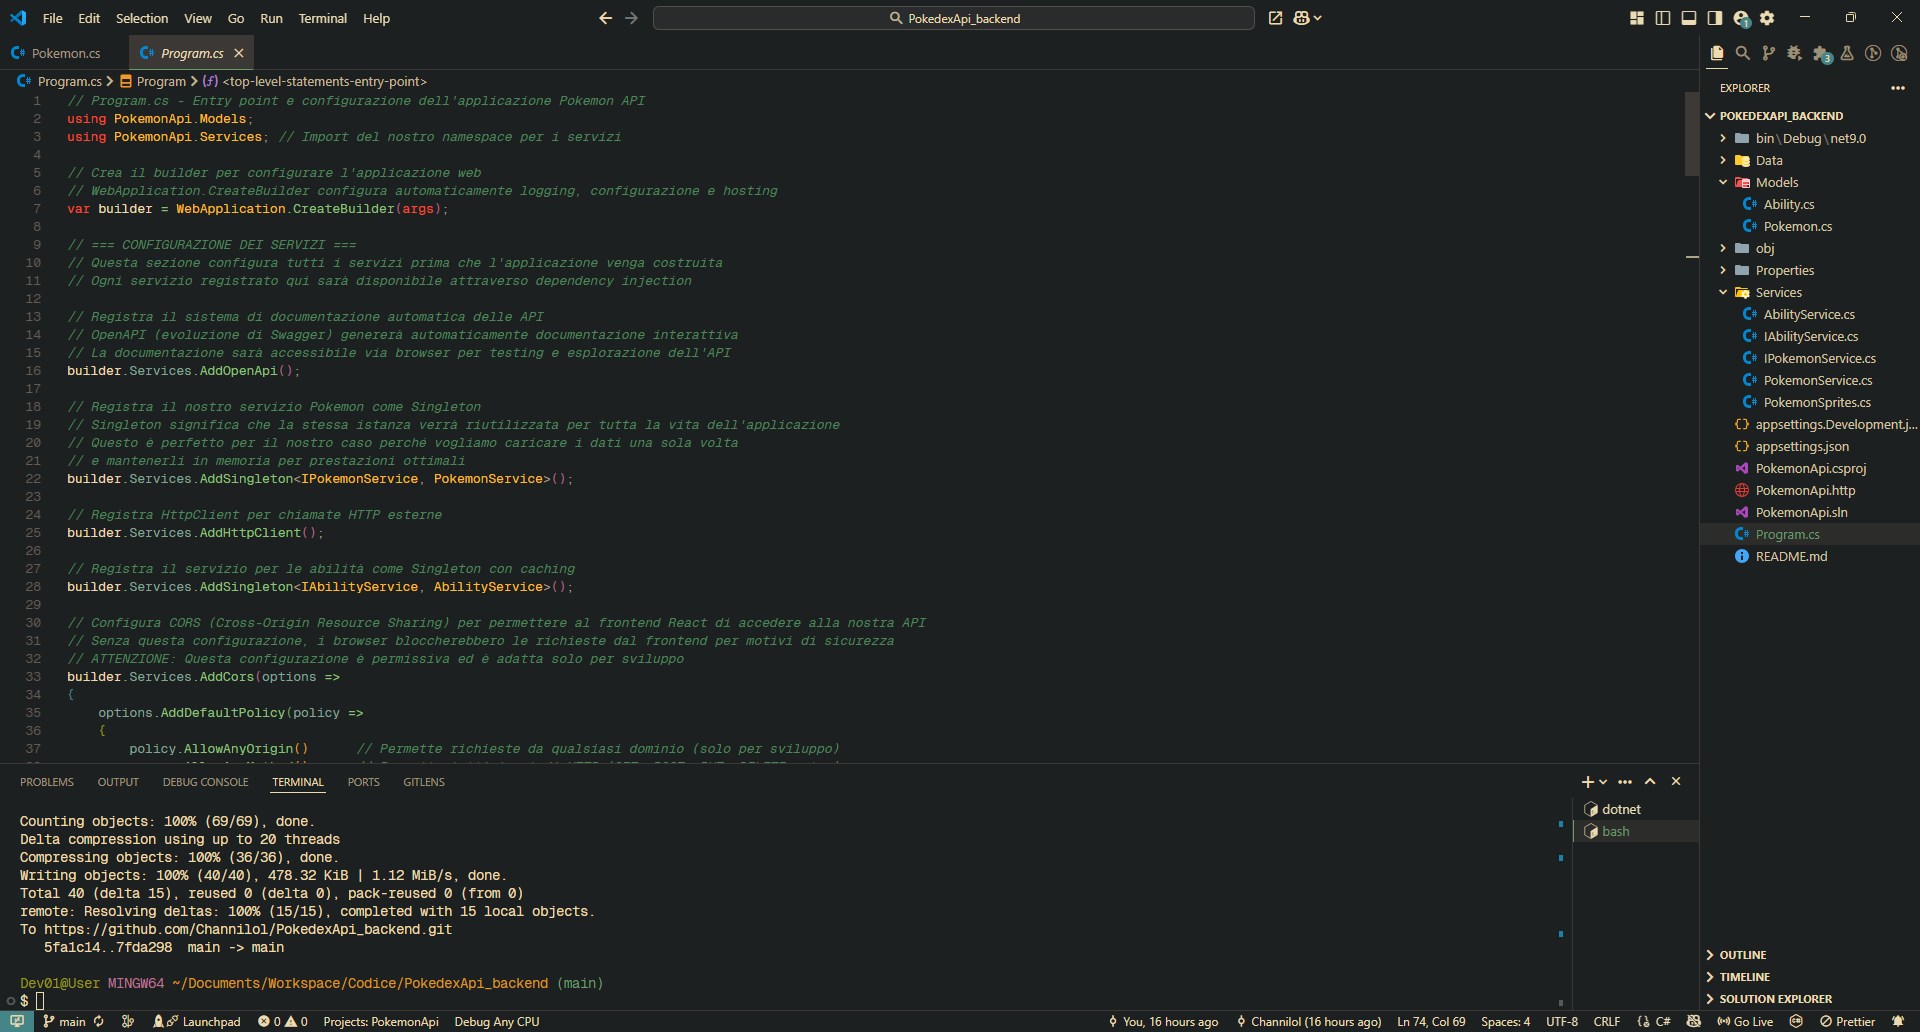 File Edit Selection View Go Run Terminal Help
PokedexApi_backend
Pokemon.cs
Program.cs
Program.cs > Program > <top-level-statements-entry-point>
1 // Program.cs - Entry point e configurazione dell'applicazione Pokemon API
2 using PokemonApi.Models;
3 using PokemonApi.Services; // Import del nostro namespace per i servizi
4
5 // Crea il builder per configurare l'applicazione web
6 // WebApplication.CreateBuilder configura automaticamente logging, configurazione e hosting
7 var builder = WebApplication.CreateBuilder(args);
8
9 // === CONFIGURAZIONE DEI SERVIZI ===
10 // Questa sezione configura tutti i servizi prima che l'applicazione venga costruita
11 // Ogni servizio registrato qui sarà disponibile attraverso dependency injection
12
13 // Registra il sistema di documentazione automatica delle API
14 // OpenAPI (evoluzione di Swagger) genererà automaticamente documentazione interattiva
15 // La documentazione sarà accessibile via browser per testing e esplorazione dell'API
16 builder.Services.AddOpenApi();
17
18 // Registra il nostro servizio Pokemon come Singleton
19 // Singleton significa che la stessa istanza verrà riutilizzata per tutta la vita dell'applicazione
20 // Questo è perfetto per il nostro caso perché vogliamo caricare i dati una sola volta
21 // e mantenerli in memoria per prestazioni ottimali
22 builder.Services.AddSingleton<IPokemonService, PokemonService>();
23
24 // Registra HttpClient per chiamate HTTP esterne
25 builder.Services.AddHttpClient();
26
27 // Registra il servizio per le abilità come Singleton con caching
28 builder.Services.AddSingleton<IAbilityService, AbilityService>();
29
30 // Configura CORS (Cross-Origin Resource Sharing) per permettere al frontend React di accedere alla nostra API
31 // Senza questa configurazione, i browser bloccherebbero le richieste dal frontend per motivi di sicurezza
32 // ATTENZIONE: Questa configurazione è permissiva ed è adatta solo per sviluppo
33 builder.Services.AddCors(options =>
34 {
35 options.AddDefaultPolicy(policy =>
36 {
37 policy.AllowAnyOrigin() // Permette richieste da qualsiasi dominio (solo per sviluppo)
PROBLEMS OUTPUT DEBUG CONSOLE TERMINAL PORTS GITLENS
Counting objects: 100% (69/69), done.
Delta compression using up to 20 threads
Compressing objects: 100% (36/36), done.
Writing objects: 100% (40/40), 478.32 KiB | 1.12 MiB/s, done.
Total 40 (delta 15), reused 0 (delta 0), pack-reused 0 (from 0)
remote: Resolving deltas: 100% (15/15), completed with 15 local objects.
To https://github.com/Channilol/PokedexApi_backend.git
5fa1c14..7fda298 main -> main
Dev01@User MINGW64 ~/Documents/Workspace/Codice/PokedexApi_backend (main)
$
dotnet
bash
1
3
EXPLORER
POKEDEXAPI_BACKEND
bin\Debug\net9.0
Data
Models
Ability.cs
Pokemon.cs
obj
Properties
Services
AbilityService.cs
IAbilityService.cs
IPokemonService.cs
PokemonService.cs
PokemonSprites.cs
appsettings.Development.j...
appsettings.json
PokemonApi.csproj
PokemonApi.http
PokemonApi.sln
Program.cs
README.md
OUTLINE
TIMELINE
SOLUTION EXPLORER
main Launchpad 0 0 Projects: PokemonApi Debug Any CPU You, 16 hours ago Channilol (16 hours ago) Ln 74, Col 69 Spaces: 4 UTF-8 CRLF {} C# Go Live Prettier